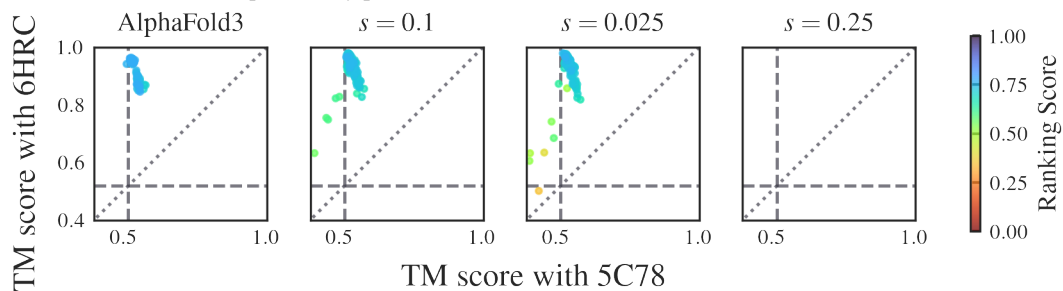 AlphaFold3
s = 0.1
s = 0.025
s = 0.25
TM score with 6HRC
1.0
0.8
0.6
0.4
0.5
1.0
0.5
1.0
0.5
1.0
0.5
1.0
TM score with 5C78
1.00
0.75
0.50
0.25
0.00
Ranking Score